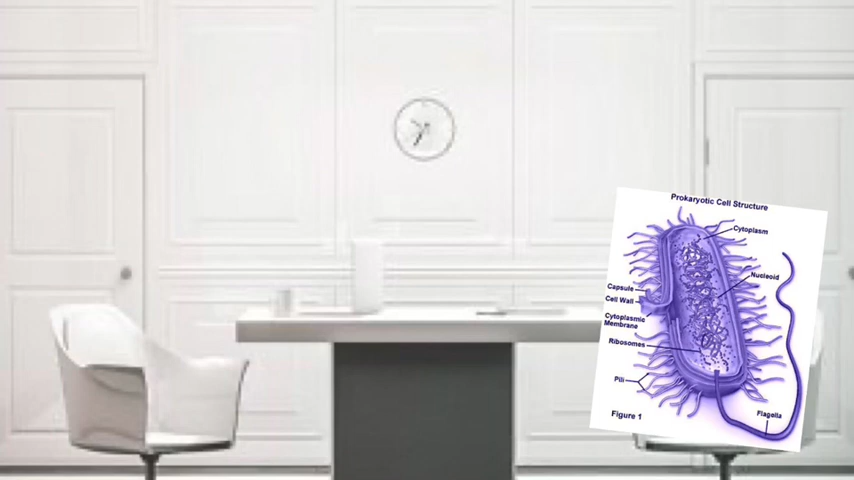 Prokaryotic Cell Structure
Cytoplasm
Nucleoid
Capsule
Cell Wall
Cytoplasmic
Membrane
Ribosomes
Pili
Flagella
Figure 1